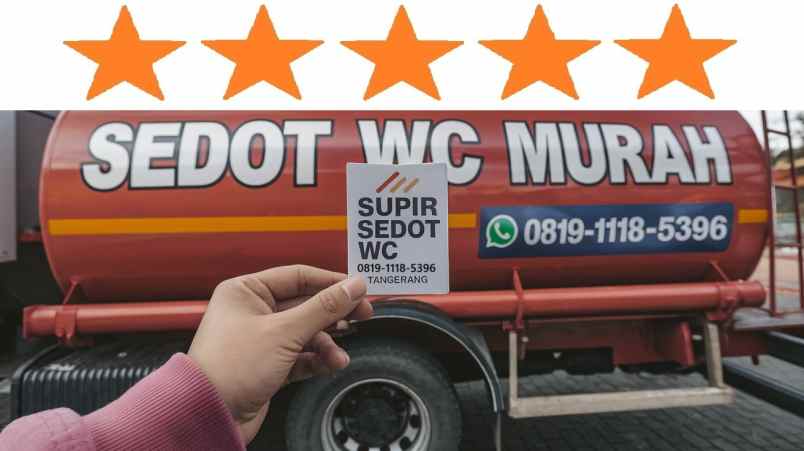 SEDOT WC MURAH
0819-1118-5396
SUPIR
SEDOT
WC
0819-1118-5396
TANGERANG